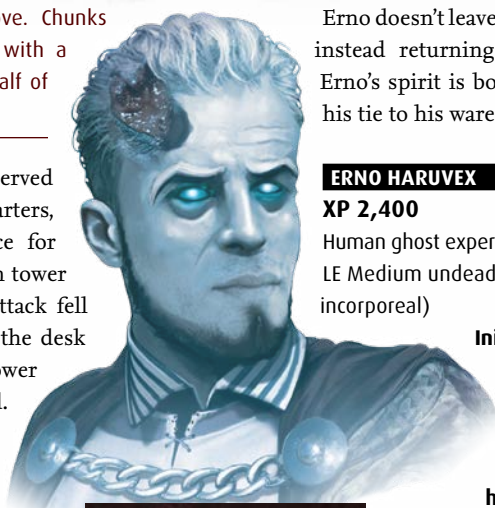 ove. Chunks
with a
alf of
erved
arters,
ce for
n tower
ttack fell
the desk
ower
l.
Erno doesn't leave
instead returning
Erno's spirit is bo
his tie to his ware
ERNO HARUVEX
XP 2,400
Human ghost exper
LE Medium undead
incorporeal)
Ini
h